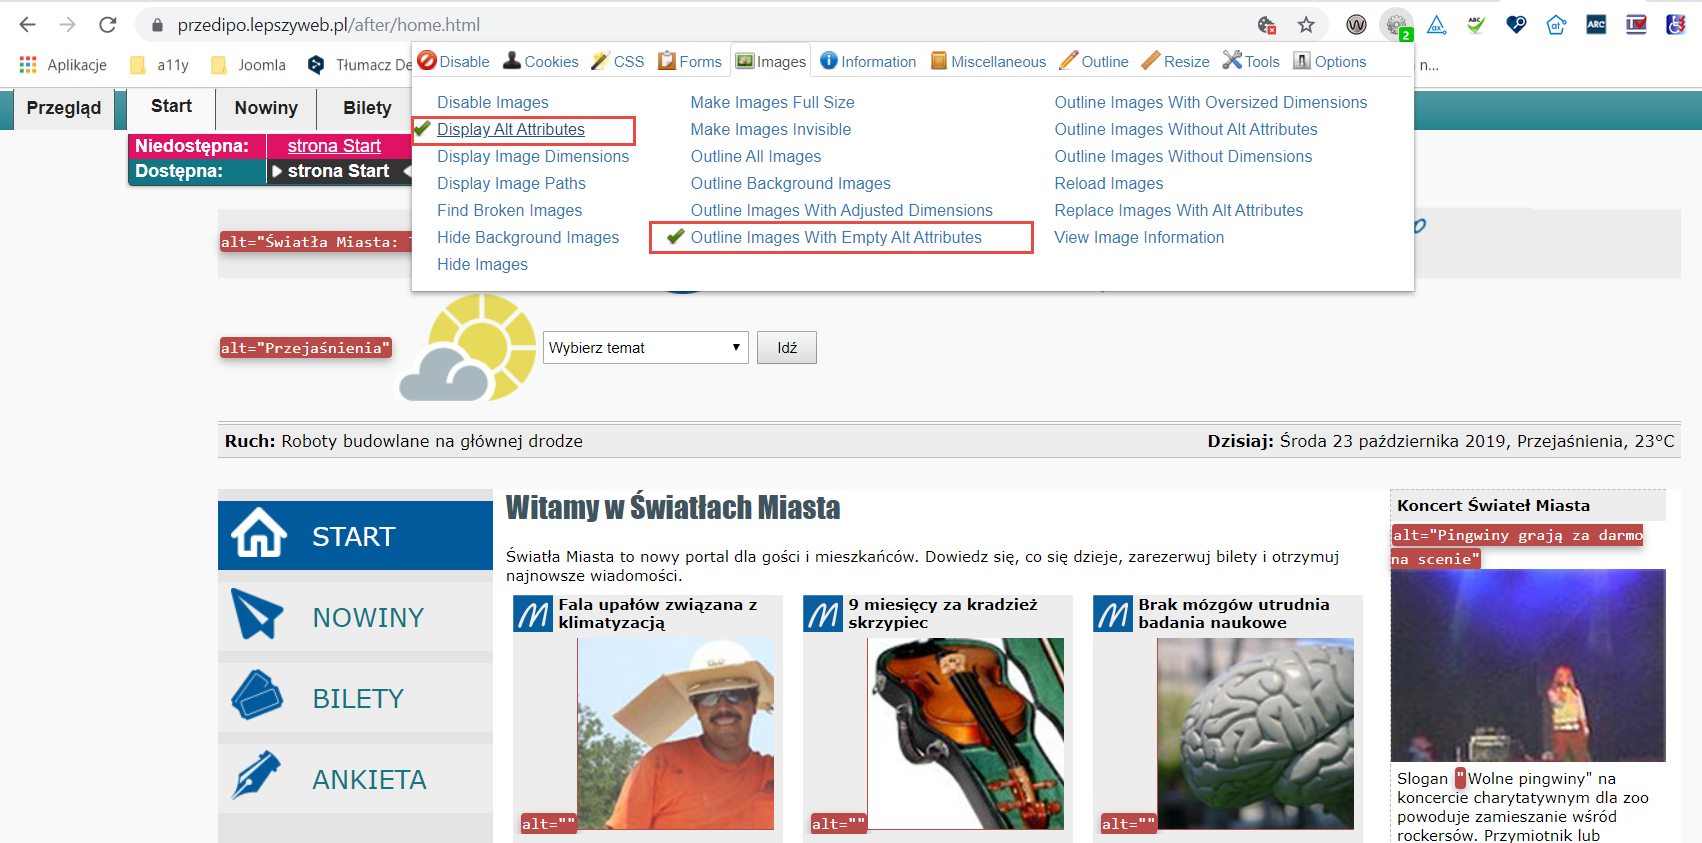 przedipo.lepszyweb.pl/after/home.html
ABC
ARC
2
Aplikacje
a11y
Joomla
Tłumacz De
n...
Disable
Cookies
CSS
Forms
Images
Information
Miscellaneous
Outline
Resize
Tools
Options
Disable Images
Display Alt Attributes
Display Image Dimensions
Display Image Paths
Find Broken Images
Hide Background Images
Hide Images
Make Images Full Size
Make Images Invisible
Outline All Images
Outline Background Images
Outline Images With Adjusted Dimensions
Outline Images With Empty Alt Attributes
Outline Images With Oversized Dimensions
Outline Images Without Alt Attributes
Outline Images Without Dimensions
Reload Images
Replace Images With Alt Attributes
View Image Information
Przegląd
Start
Nowiny
Bilety
Niedostępna: strona Start
Dostępna: strona Start
alt="Światła Miasta:
alt="Przejaśnienia"
Wybierz temat
Idź
Ruch: Roboty budowlane na głównej drodze
Dzisiaj: Środa 23 października 2019, Przejaśnienia, 23°C
START
NOWINY
BILETY
ANKIETA
Witamy w Światłach Miasta
Światła Miasta to nowy portal dla gości i mieszkańców. Dowiedz się, co się dzieje, zarezerwuj bilety i otrzymuj
najnowsze wiadomości.
Fala upałów związana z
klimatyzacją
alt=""
9 miesięcy za kradzież
skrzypiec
alt=""
Brak mózgów utrudnia
badania naukowe
alt=""
Koncert Świateł Miasta
alt="Pingwiny grają za darmo
na scenie"
Slogan "Wolne pingwiny" na
koncercie charytatywnym dla zoo
powoduje zamieszanie wśród
rockersów. Przymiotnik lub